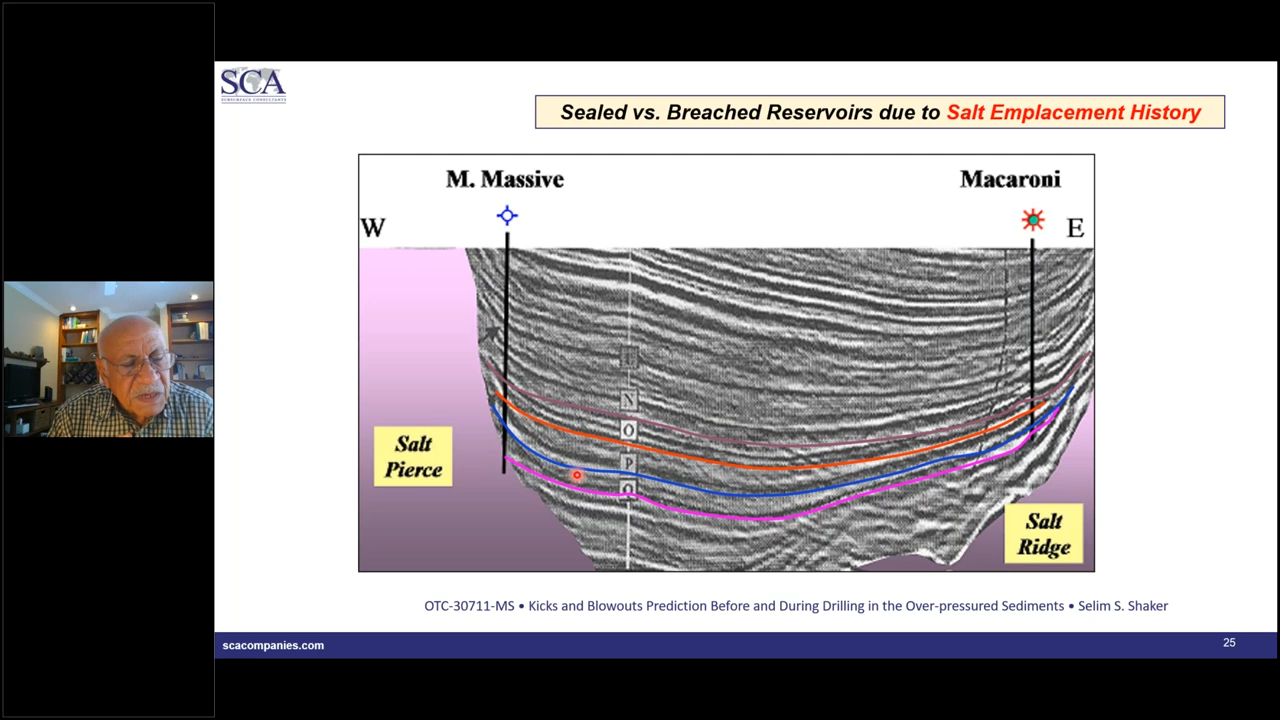 SCA
SUBSURFACE CONSULTANTS
Sealed vs. Breached Reservoirs due to Salt Emplacement History
M. Massive
Macaroni
W
E
N
O
P
Q
Salt
Pierce
Salt
Ridge
OTC-30711-MS • Kicks and Blowouts Prediction Before and During Drilling in the Over-pressured Sediments • Selim S. Shaker
scacompanies.com
25